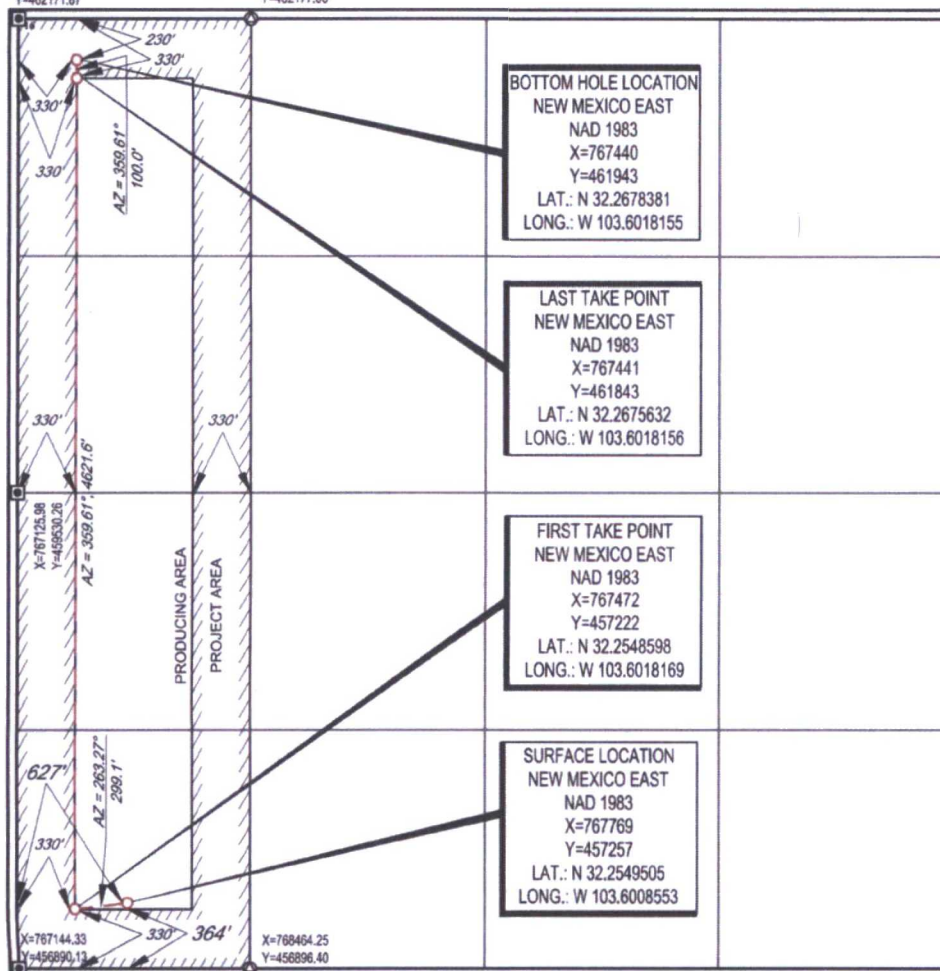 230'
330'
330'
330'
AZ = 359.61°
100.0'
BOTTOM HOLE LOCATION
NEW MEXICO EAST
NAD 1983
X=767440
Y=461943
LAT.: N 32.2678381
LONG.: W 103.6018155
LAST TAKE POINT
NEW MEXICO EAST
NAD 1983
X=767441
Y=461843
LAT.: N 32.2675632
LONG.: W 103.6018156
330'
330'
X=767125.98
Y=459530.26
AZ = 359.61°, 4621.6'
PRODUCING AREA
PROJECT AREA
FIRST TAKE POINT
NEW MEXICO EAST
NAD 1983
X=767472
Y=457222
LAT.: N 32.2548598
LONG.: W 103.6018169
627'
330'
AZ = 263.27°
299.1'
SURFACE LOCATION
NEW MEXICO EAST
NAD 1983
X=767769
Y=457257
LAT.: N 32.2549505
LONG.: W 103.6008553
330'
364'
X=767144.33
Y=456890.13
X=768464.25
Y=456896.40